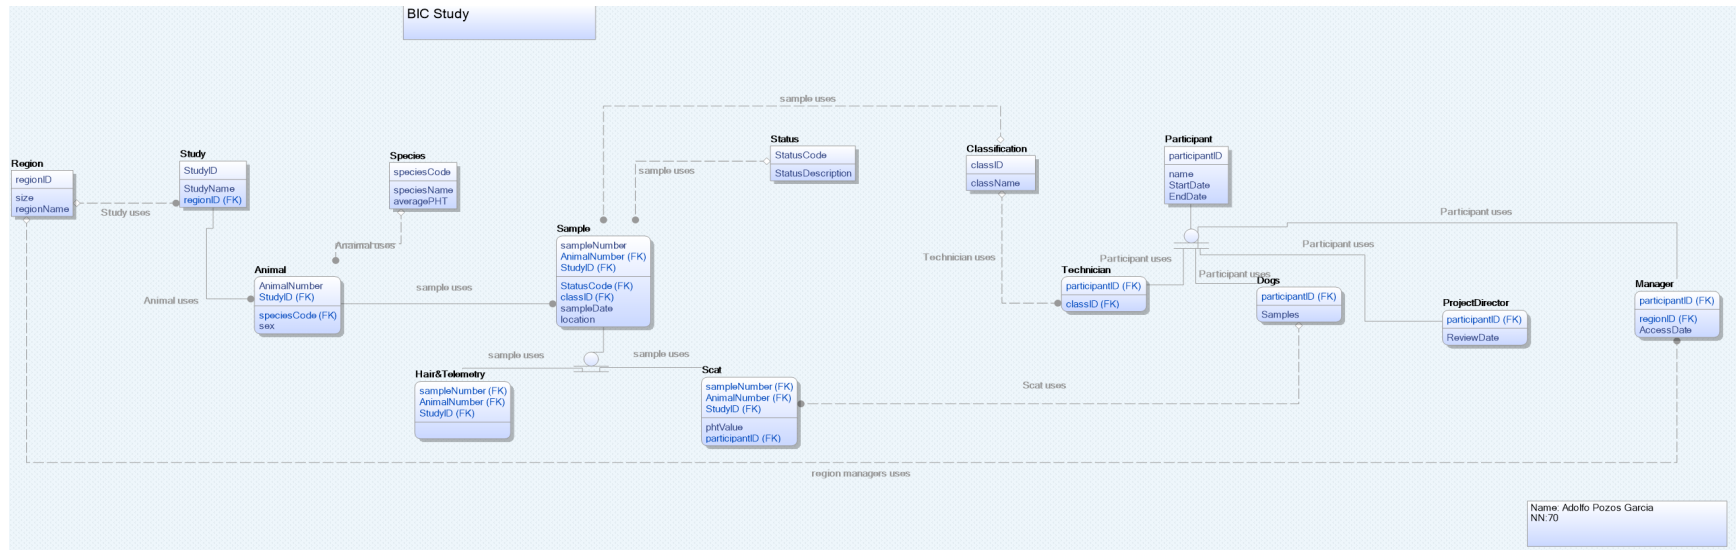 BIC Study
sample uses
Region
regionID
size
regionName
Study uses
Study
StudyID
StudyName
regionID (FK)
Species
speciesCode
speciesName
averagePHT
Anaimal uses
Animal uses
Animal
AnimalNumber
StudyID (FK)
speciesCode (FK)
sex
sample uses
Sample
sampleNumber
AnimalNumber (FK)
StudyID (FK)
StatusCode (FK)
classID (FK)
sampleDate
location
sample uses
Status
StatusCode
StatusDescription
Classification
classID
className
Technician uses
Participant
participantID
name
StartDate
EndDate
Participant uses
Participant uses
Participant uses
Participant uses
Technician
participantID (FK)
classID (FK)
Dogs
participantID (FK)
Samples
ProjectDirector
participantID (FK)
ReviewDate
Manager
participantID (FK)
regionID (FK)
AccessDate
sample uses
sample uses
Hair&Telemetry
sampleNumber (FK)
AnimalNumber (FK)
StudyID (FK)
Scat
sampleNumber (FK)
AnimalNumber (FK)
StudyID (FK)
phtValue
participantID (FK)
Scat uses
region managers uses
Name: Adolfo Pozos Garcia
NN:70